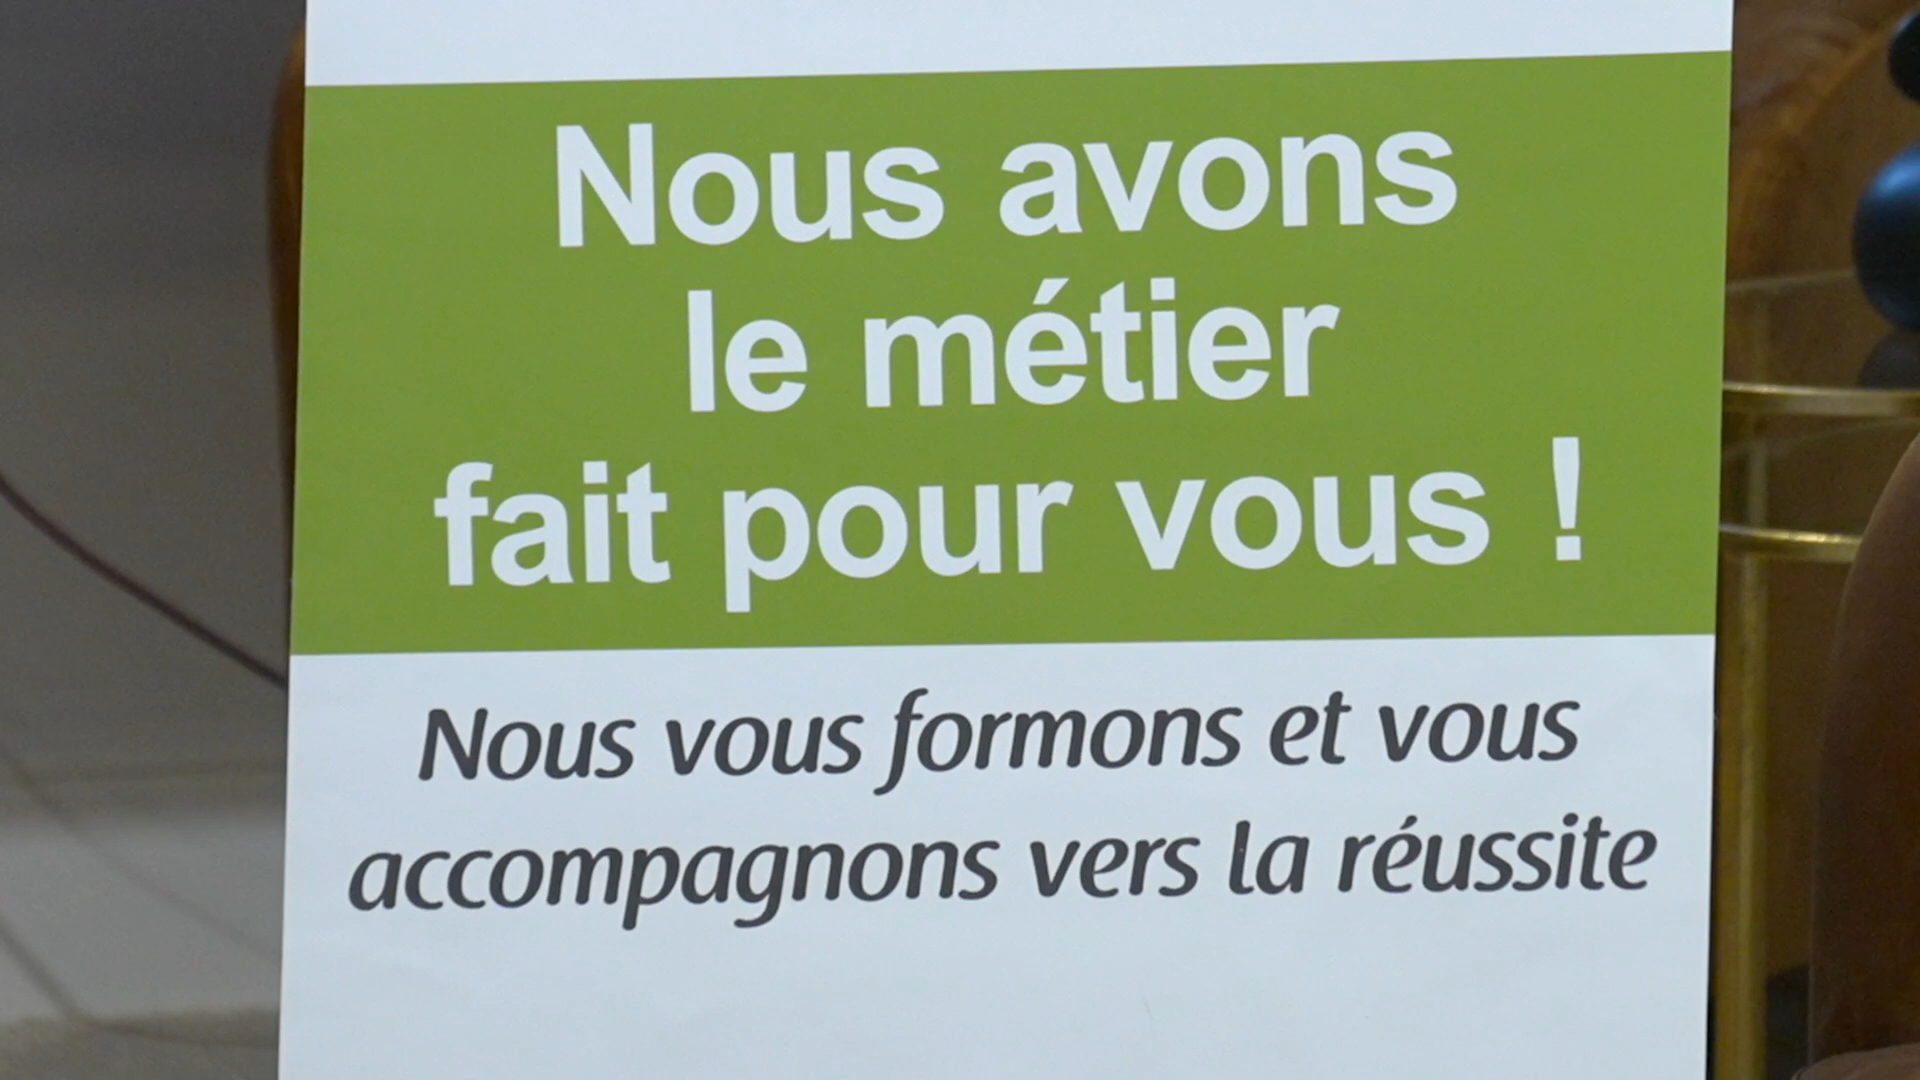 Nous avons
le métier
fait pour vous !
Nous vous formons et vous
accompagnons vers la réussite